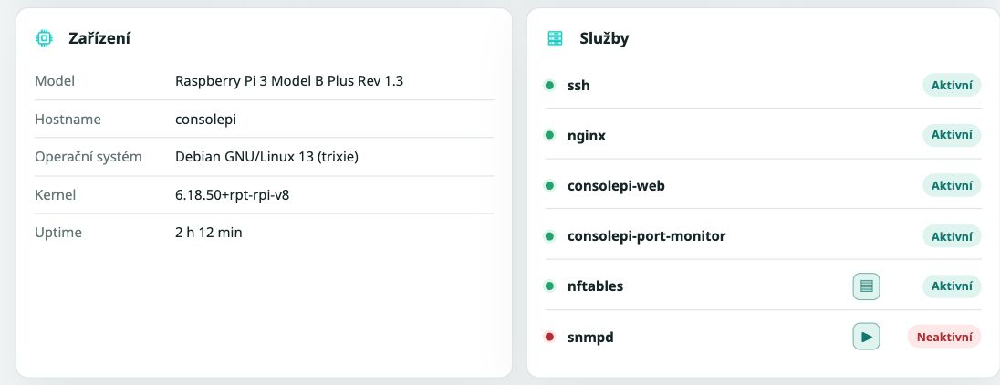 Zařízení
Model Raspberry Pi 3 Model B Plus Rev 1.3
Hostname consolepi
Operační systém Debian GNU/Linux 13 (trixie)
Kernel 6.18.50+rpt-rpi-v8
Uptime 2 h 12 min
Služby
ssh Aktivní
nginx Aktivní
consolepi-web Aktivní
consolepi-port-monitor Aktivní
nftables Aktivní
snmpd Neaktivní